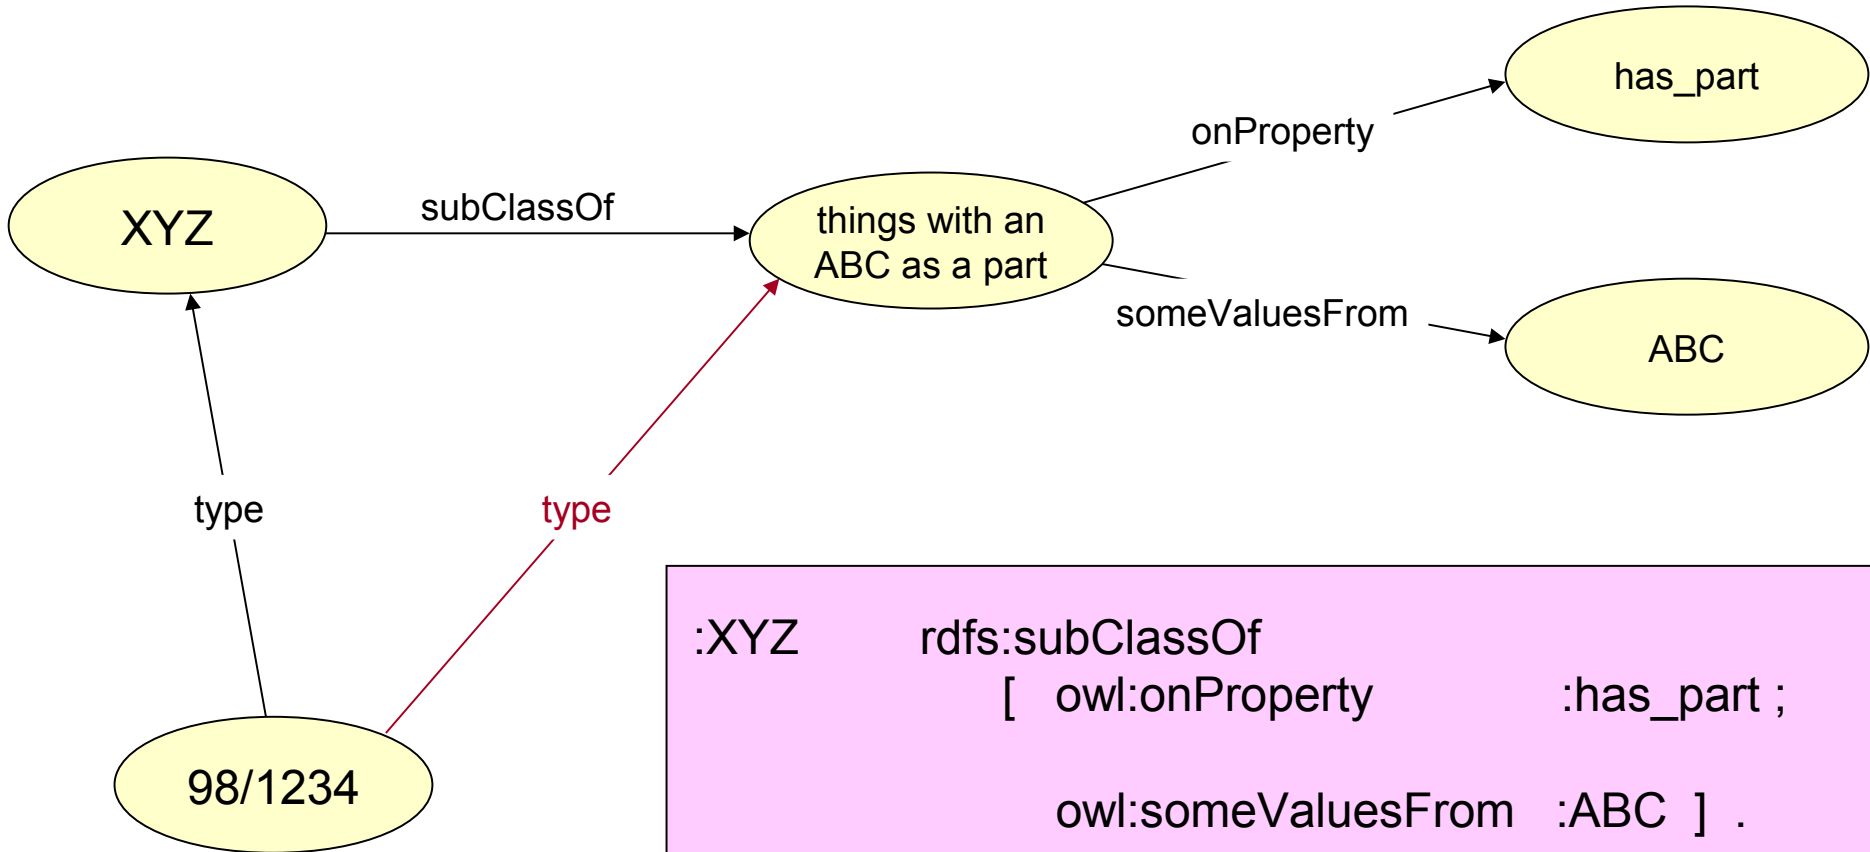 has_part
onProperty
XYZ
subClassOf
things with an
ABC as a part
someValuesFrom
ABC
type
type
98/1234
:XYZ rdfs:subClassOf
[ owl:onProperty :has_part ;
owl:someValuesFrom :ABC ] .